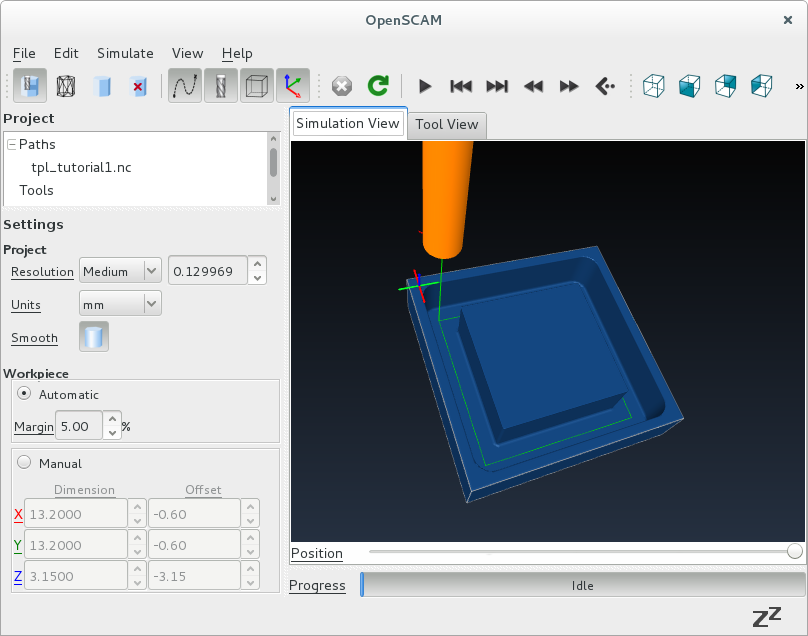 OpenSCAM
File Edit Simulate View Help
Project
Paths
tpl_tutorial1.nc
Tools
Simulation View Tool View
Settings
Project
Resolution Medium 0.129969
Units mm
Smooth
Workpiece
Automatic
Margin 5.00 %
Manual
Dimension Offset
X 13.2000 -0.60
Y 13.2000 -0.60
Z 3.1500 -3.15
Position
Progress Idle
zz